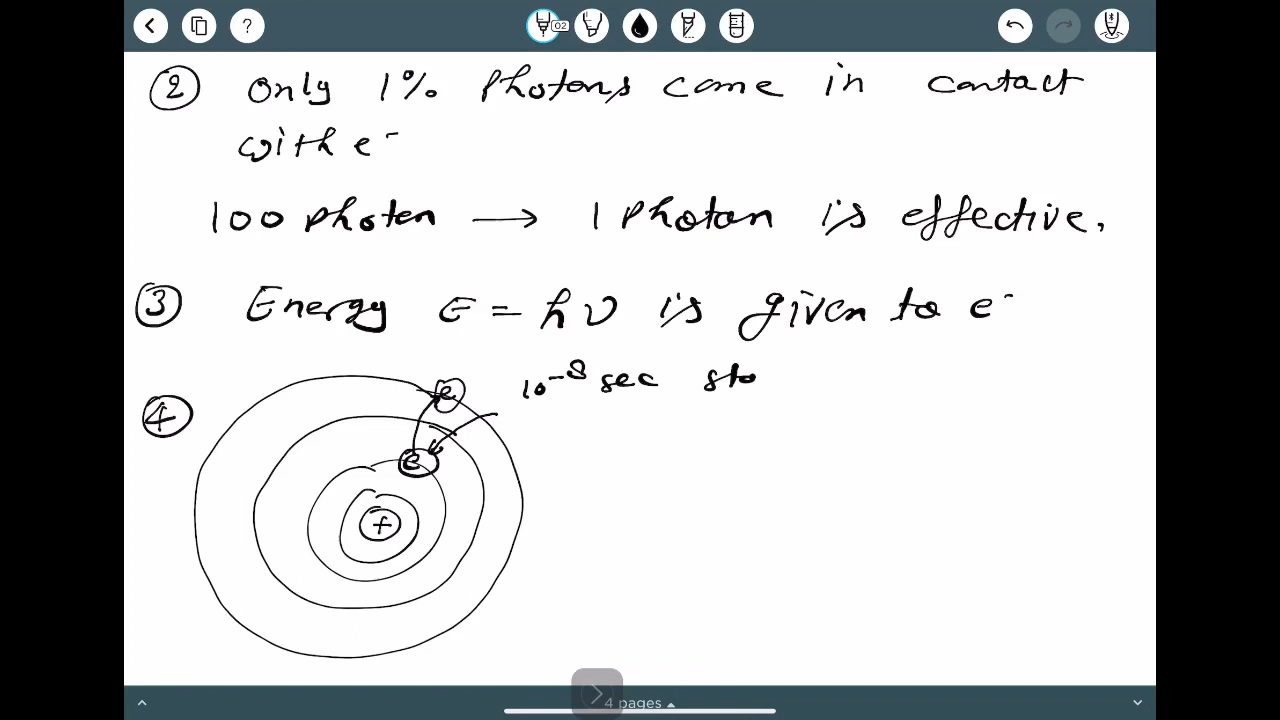 ② Only 1% Photons come in contact
with e⁻
100 Photon → 1 Photon is effective.
③ Energy E = hν is given to e⁻
④
e
10⁻⁸ sec sto
e
+
4 pages
?
02